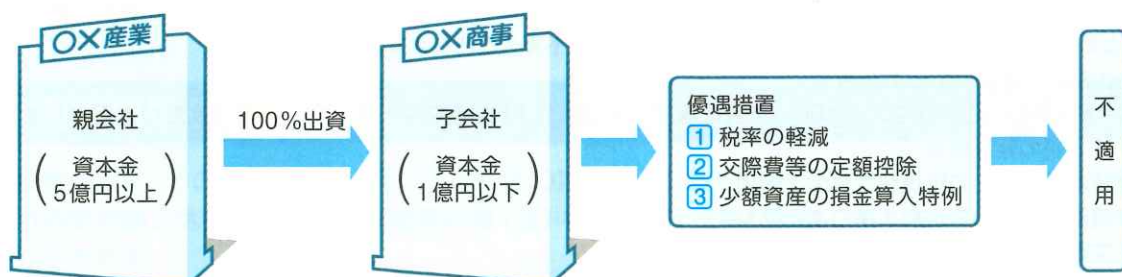 ○×産業
親会社
(資本金
5億円以上)
100%出資
○×商事
子会社
(資本金
1億円以下)
優遇措置
1 税率の軽減
2 交際費等の定額控除
3 少額資産の損金算入特例
不
適
用